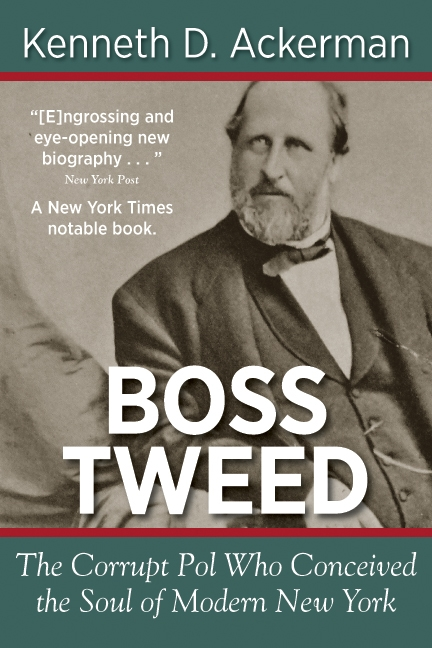 Kenneth D. Ackerman
“[E]ngrossing and
eye-opening new
biography . . . ”
New York Post
A New York Times
notable book.
BOSS
TWEED
The Corrupt Pol Who Conceived
the Soul of Modern New York